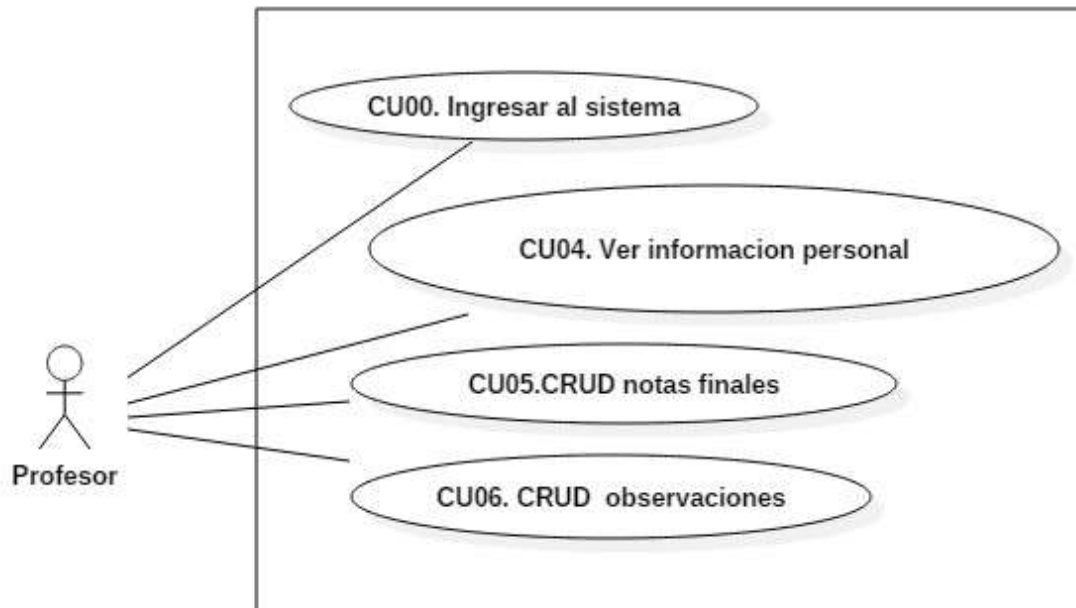 CU00. Ingresar al sistema
CU04. Ver informacion personal
CU05.CRUD notas finales
Profesor
CU06. CRUD  observaciones